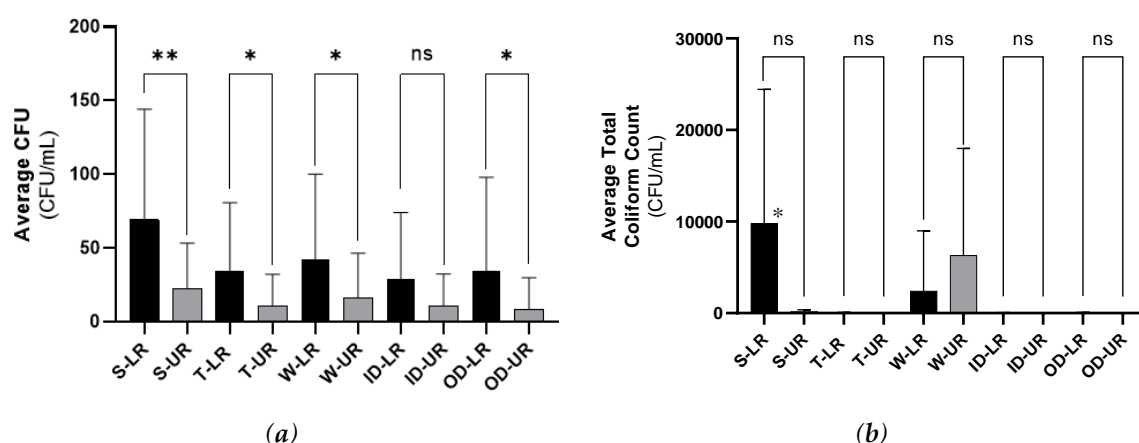 200
150
100
50
0
Average CFU
(CFU/mL)
** * * ns *
S-LR S-UR T-LR T-UR W-LR W-UR ID-LR ID-UR OD-LR OD-UR
(a)
30000
20000
10000
0
Average Total
Coliform Count
(CFU/mL)
ns ns ns ns ns
*
S-LR S-UR T-LR T-UR W-LR W-UR ID-LR ID-UR OD-LR OD-UR
(b)